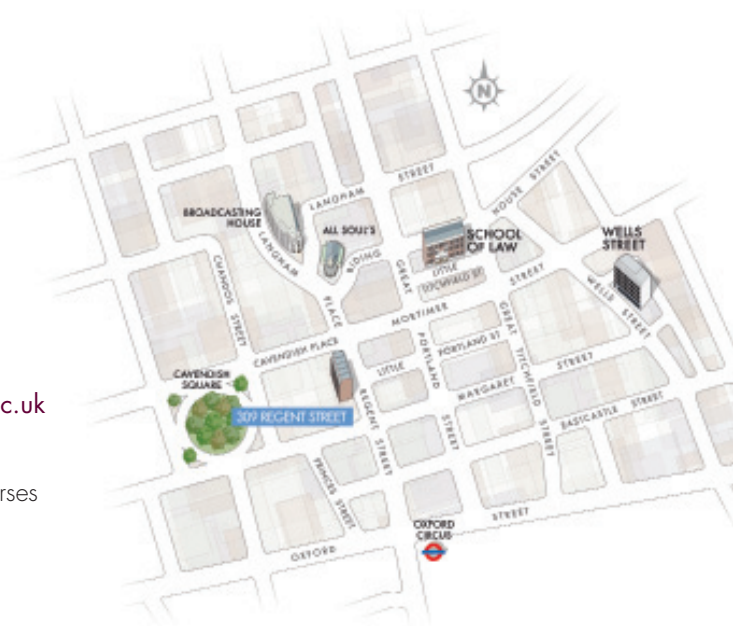 N
STREET
LANGHAM
HOUSE STREET
BROADCASTING
HOUSE
ALL SOUL'S
SCHOOL
OF LAW
WELLS
STREET
LANGHAM
PLACE
RIDING
GREAT
PORTLAND
STREET
LITTLE
TITCHFIELD ST
STREET
MORTIMER
WELLS STREET
CHANDOS STREET
CAVENDISH PLACE
LITTLE
PORTLAND ST
GREAT TITCHFIELD STREET
STREET
MARGARET
CAVENDISH
SQUARE
309 REGENT STREET
REGENT STREET
EASTCASTLE STREET
c.uk
rses
PRINCES STREET
STREET
OXFORD
CIRCUS
OXFORD